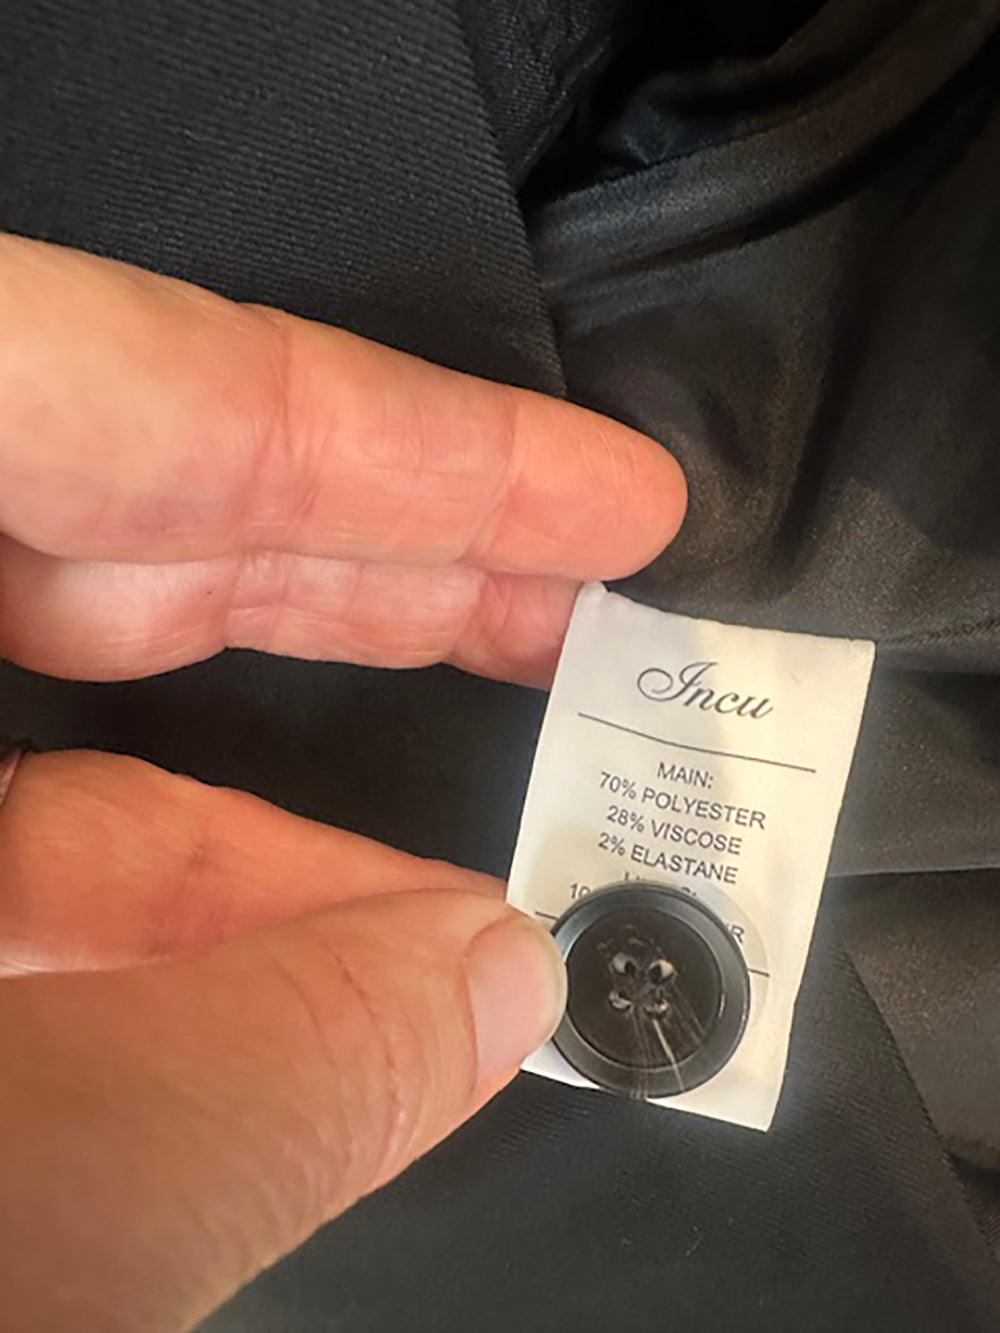 Incu
MAIN:
70% POLYESTER
28% VISCOSE
2% ELASTANE